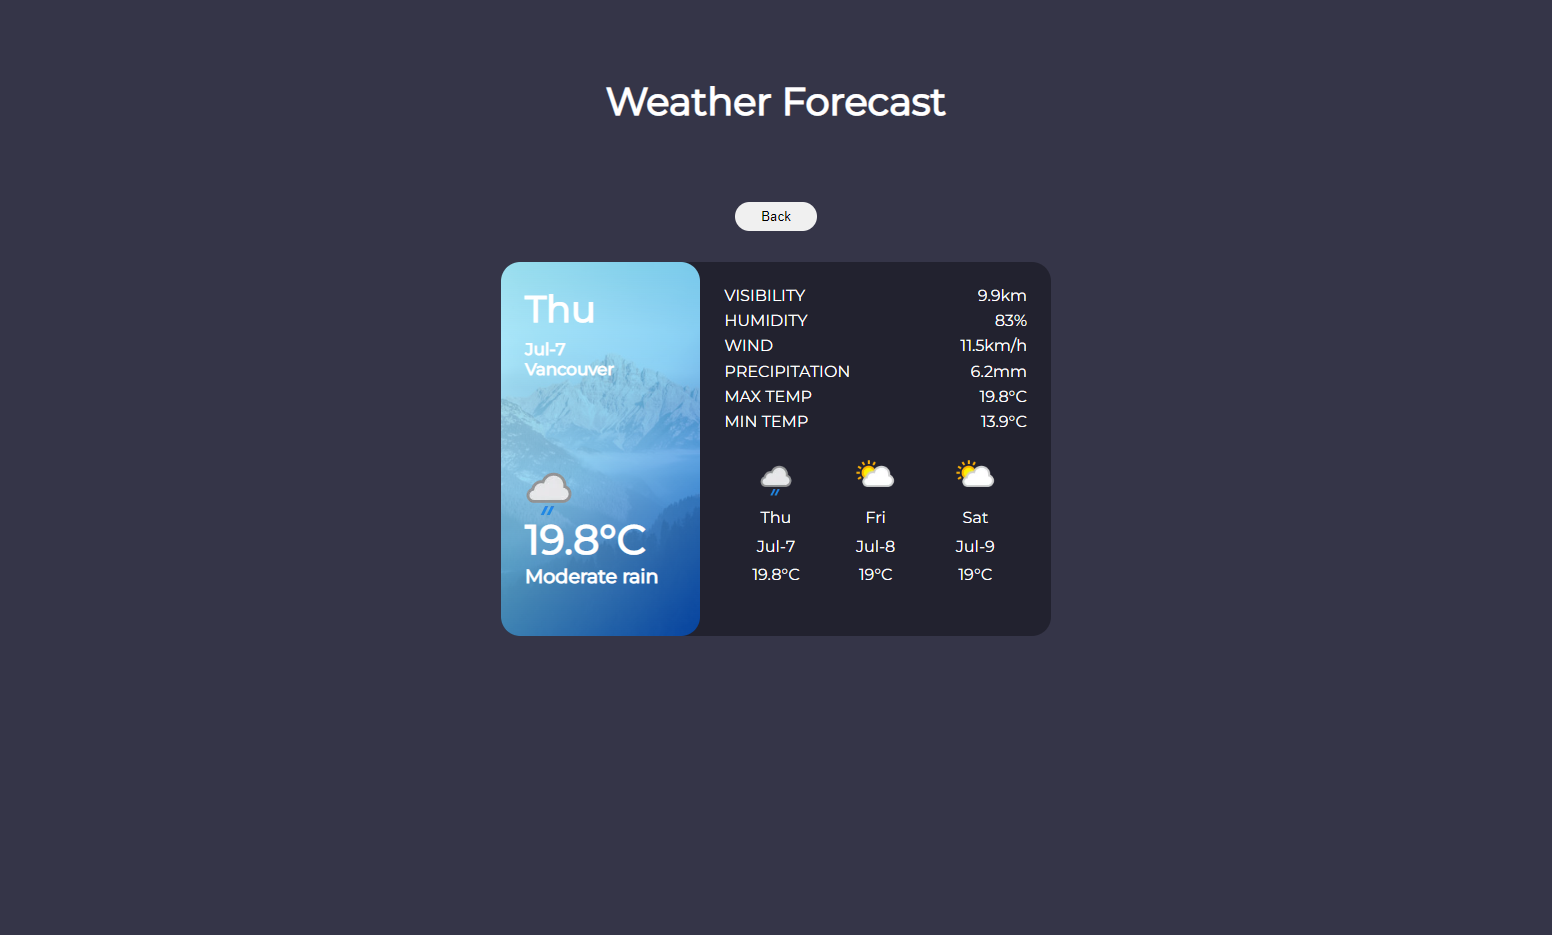 Weather Forecast
Back
Thu
Jul-7
Vancouver
19.8°C
Moderate rain
VISIBILITY 9.9km
HUMIDITY 83%
WIND 11.5km/h
PRECIPITATION 6.2mm
MAX TEMP 19.8°C
MIN TEMP 13.9°C
Thu Fri Sat
Jul-7 Jul-8 Jul-9
19.8°C 19°C 19°C